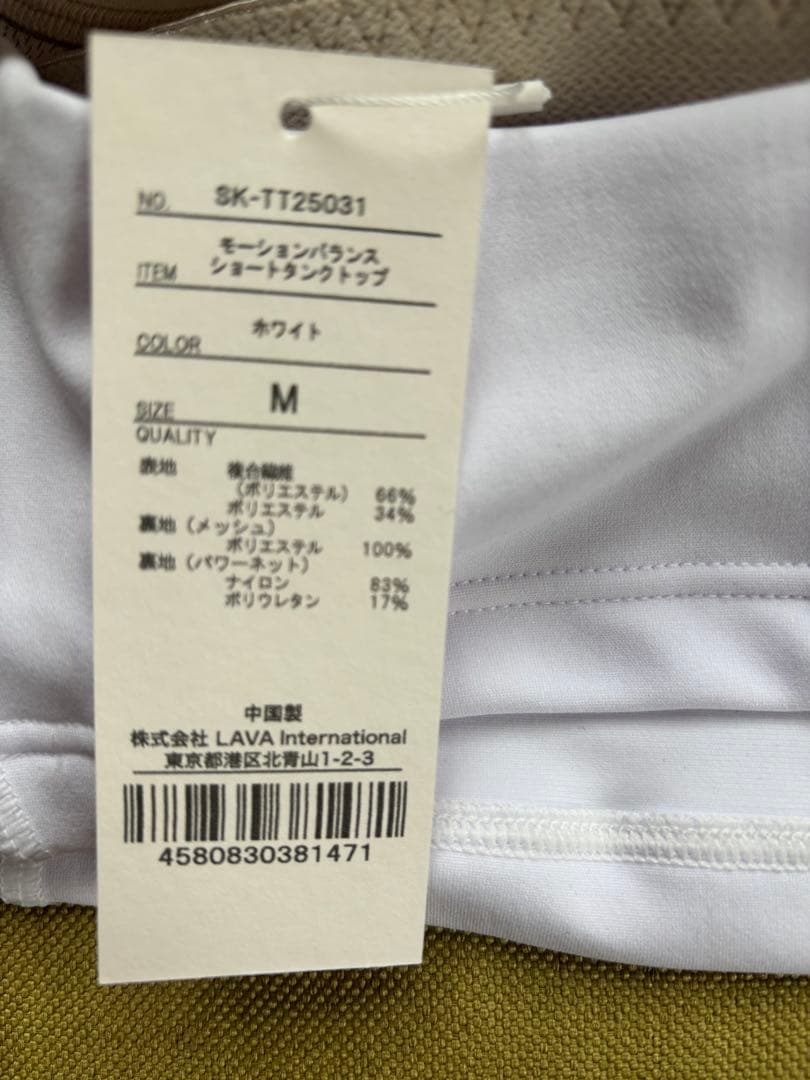 NO. SK-TT25031
モーションバランス
ITEM ショートタンクトップ
COLOR ホワイト
SIZE M
QUALITY
表地 複合繊維
(ポリエステル) 66%
ポリエステル 34%
裏地(メッシュ)
ポリエステル 100%
裏地(パワーネット)
ナイロン 83%
ポリウレタン 17%
中国製
株式会社 LAVA International
東京都港区北青山1-2-3
4580830381471